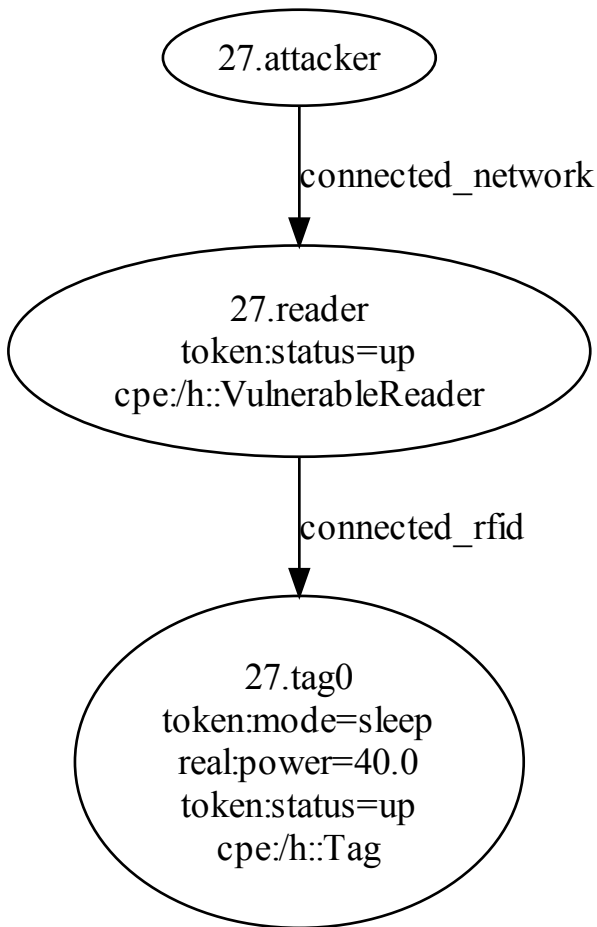 27.attacker
connected_network
27.reader
token:status=up
cpe:/h::VulnerableReader
connected_rfid
27.tag0
token:mode=sleep
real:power=40.0
token:status=up
cpe:/h::Tag